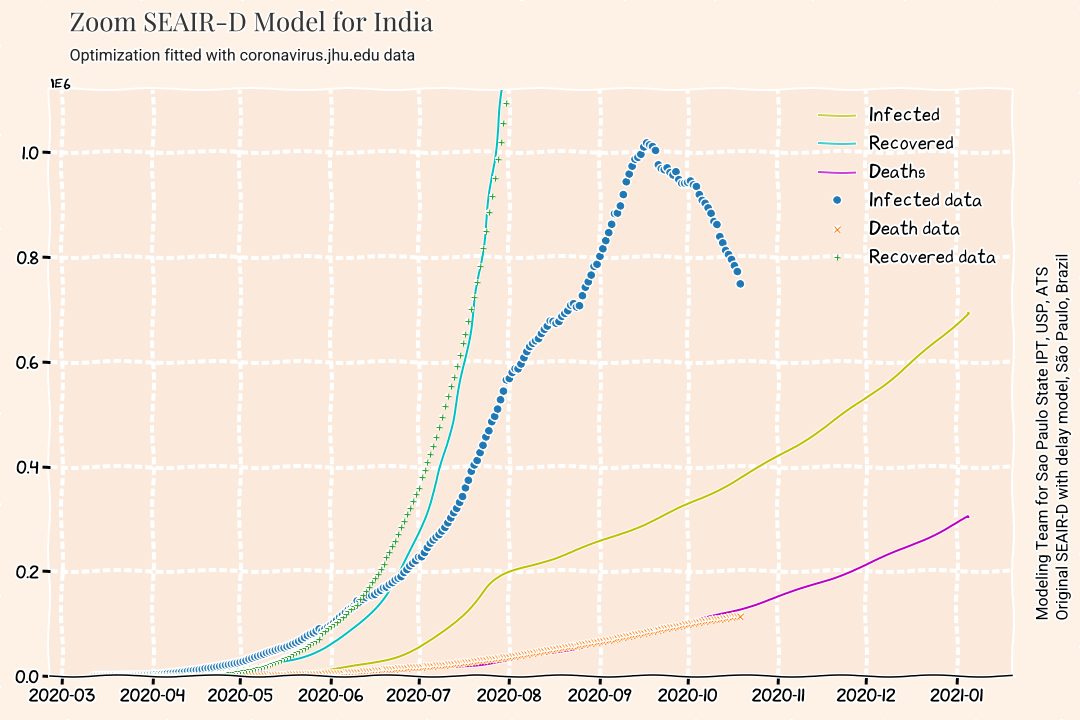 Zoom SEAIR-D Model for India
Optimization fitted with coronavirus.jhu.edu data
1E6
Infected
Recovered
Deaths
Infected data
Death data
Recovered data
1.0
0.8
0.6
0.4
0.2
0.0
2020-03 2020-04 2020-05 2020-06 2020-07 2020-08 2020-09 2020-10 2020-11 2020-12 2021-01
Modeling Team for Sao Paulo State IPT, USP, ATS
Original SEAIR-D with delay model, São Paulo, Brazil